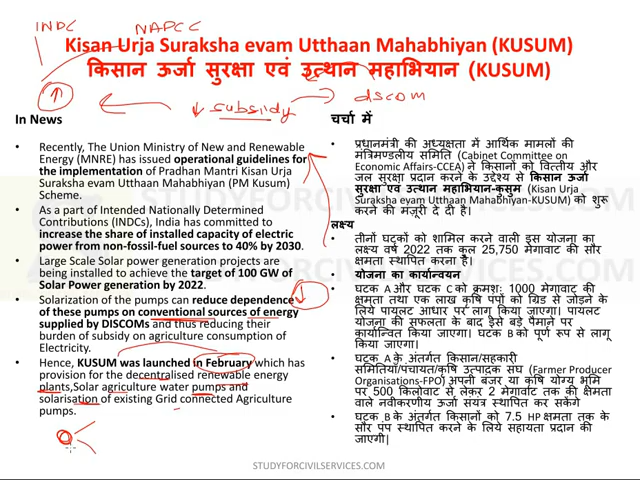 INDC NAPCC
Kisan Urja Suraksha evam Utthaan Mahabhiyan (KUSUM)
किसान ऊर्जा सुरक्षा एवं उत्थान महाभियान (KUSUM)
↓ subsiidy
dscom
In News
• Recently, The Union Ministry of New and Renewable
Energy (MNRE) has issued operational guidelines for
the implementation of Pradhan Mantri Kisan Urja
Suraksha evam Utthaan Mahabhiyan (PM Kusum)
Scheme.
• As a part of Intended Nationally Determined
Contributions (INDCs), India has committed to
increase the share of installed capacity of electric
power from non-fossil-fuel sources to 40% by 2030.
• Large Scale Solar power generation projects are
being installed to achieve the target of 100 GW of
Solar Power generation by 2022.
• Solarization of the pumps can reduce dependence
of these pumps on conventional sources of energy
supplied by DISCOMs and thus reducing their
burden of subsidy on agriculture consumption of
Electricity.
• Hence, KUSUM was launched in February which has
provision for the decentralised renewable energy
plants,Solar agriculture water pumps and
solarisation of existing Grid connected Agriculture
pumps.
चर्चा में
• प्रधानमंत्री की अध्यक्षता में आर्थिक मामलों की
मंत्रिमण्डलीय समिति (Cabinet Committee on
Economic Affairs-CCEA) ने किसानों को वित्तीय और
जल सुरक्षा प्रदान करने के उद्देश्य से किसान ऊर्जा
सुरक्षा एवं उत्थान महाभियान-कुसुम (Kisan Urja
Suraksha evam Utthaan Mahabhiyan-KUSUM) को शुरू
करने की मंज़ूरी दे दी है।
लक्ष्य
• तीनों घटकों को शामिल करने वाली इस योजना का
लक्ष्य वर्ष 2022 तक कुल 25,750 मेगावाट की सौर
क्षमता स्थापित करना है।
• योजना का कार्यान्वयन
• घटक A और घटक C को क्रमशः 1000 मेगावाट की
क्षमता तथा एक लाख कृषि पंपों को ग्रिड से जोड़ने के
लिये पायलट आधार पर लागू किया जाएगा। पायलट
योजना की सफलता के बाद इसे बड़े पैमाने पर
कार्यान्वित किया जाएगा। घटक B को पूर्ण रूप से लागू
किया जाएगा।
• घटक A के अंतर्गत किसान/सहकारी
समितियाँ/पंचायत/कृषि उत्पादक संघ (Farmer Producer
Organisations-FPO) अपनी बंजर या कृषि योग्य भूमि
पर 500 किलोवाट से लेकर 2 मेगावाट तक की क्षमता
वाले नवीकरणीय ऊर्जा संयंत्र स्थापित कर सकेंगे
• घटक B के अंतर्गत किसानों को 7.5 HP क्षमता तक के
सौर पंप स्थापित करने के लिये सहायता प्रदान की
जाएगी|
STUDYFORCIVILSERVICES.COM